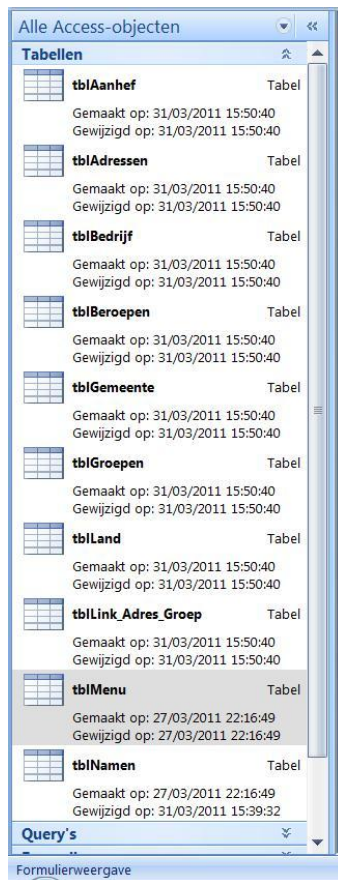 Alle Access-objecten
Tabellen
tblAanhef Tabel
Gemaakt op: 31/03/2011 15:50:40
Gewijzigd op: 31/03/2011 15:50:40
tblAdressen Tabel
Gemaakt op: 31/03/2011 15:50:40
Gewijzigd op: 31/03/2011 15:50:40
tblBedrijf Tabel
Gemaakt op: 31/03/2011 15:50:40
Gewijzigd op: 31/03/2011 15:50:40
tblBeroepen Tabel
Gemaakt op: 31/03/2011 15:50:40
Gewijzigd op: 31/03/2011 15:50:40
tblGemeente Tabel
Gemaakt op: 31/03/2011 15:50:40
Gewijzigd op: 31/03/2011 15:50:40
tblGroepen Tabel
Gemaakt op: 31/03/2011 15:50:40
Gewijzigd op: 31/03/2011 15:50:40
tblLand Tabel
Gemaakt op: 31/03/2011 15:50:40
Gewijzigd op: 31/03/2011 15:50:40
tblLink_Adres_Groep Tabel
Gemaakt op: 31/03/2011 15:50:40
Gewijzigd op: 31/03/2011 15:50:40
tblMenu Tabel
Gemaakt op: 27/03/2011 22:16:49
Gewijzigd op: 27/03/2011 22:16:49
tblNamen Tabel
Gemaakt op: 27/03/2011 22:16:49
Gewijzigd op: 31/03/2011 15:39:32
Query's
Formulierweergave